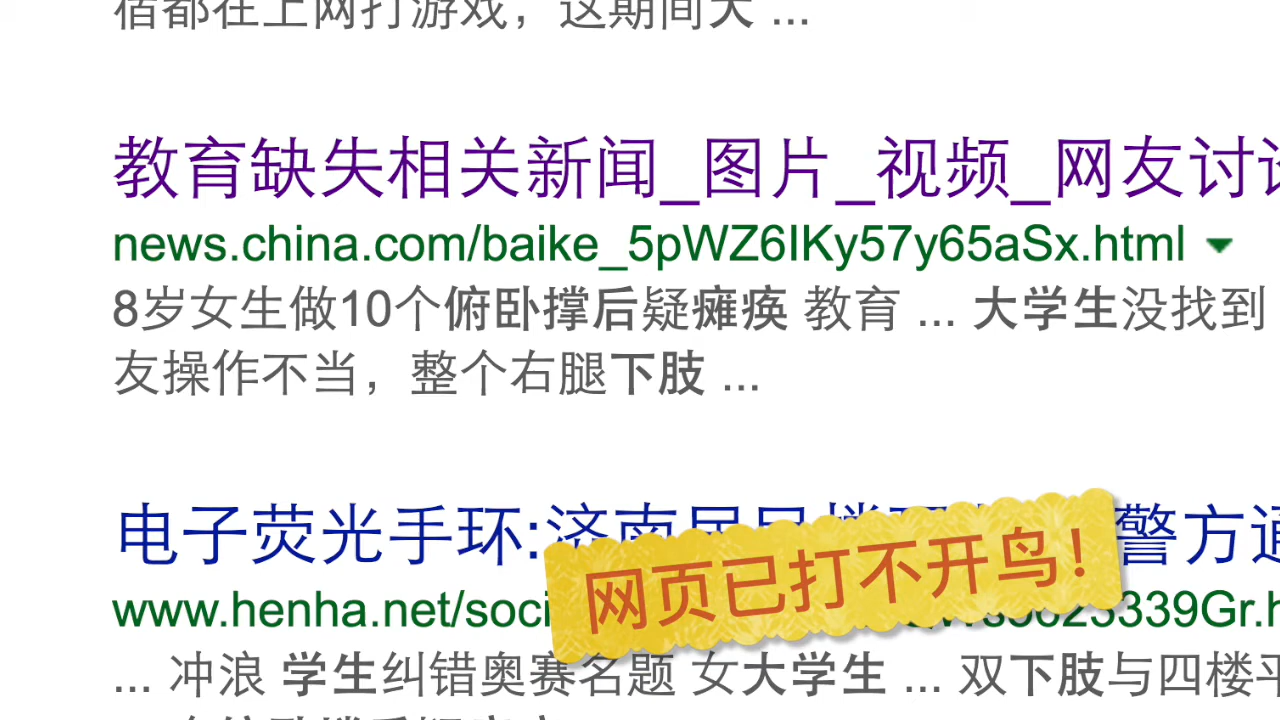 宿都在上网打游戏，这期间大 ...
教育缺失相关新闻_图片_视频_网友讨论
news.china.com/baike_5pWZ6IKy57y65aSx.html
8岁女生做10个俯卧撑后疑瘫痪 教育 ... 大学生没找到
友操作不当，整个右腿下肢 ...
电子荧光手环:济南居民楼 警方通
网页已打不开鸟!
www.henha.net/soci 339Gr.h
... 冲浪 学生纠错奥赛名题 女大学生 ... 双下肢与四楼平